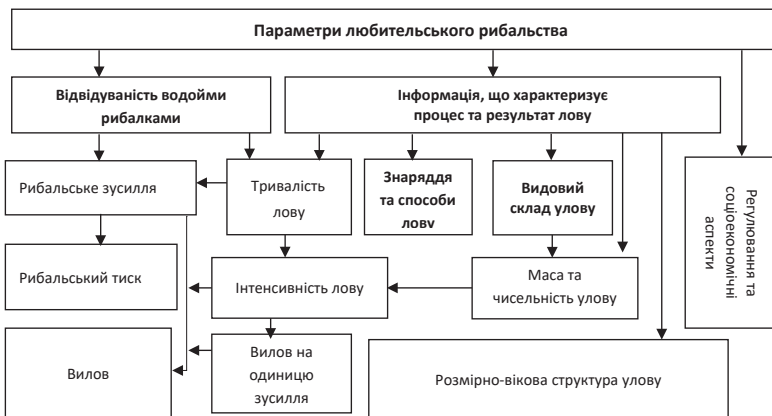 Параметри любительського рибальства
Відвідуваність водойми
рибалками
Інформація, що характеризує
процес та результат лову
Рибальське зусилля
Тривалість
лову
Знаряддя
та способи
лову
Видовий
склад улову
Регулювання та
соціоекономічні
аспекти
Рибальський тиск
Інтенсивність лову
Маса та
чисельність улову
Вилов
Вилов на
одиницю
зусилля
Розмірно-вікова структура улову